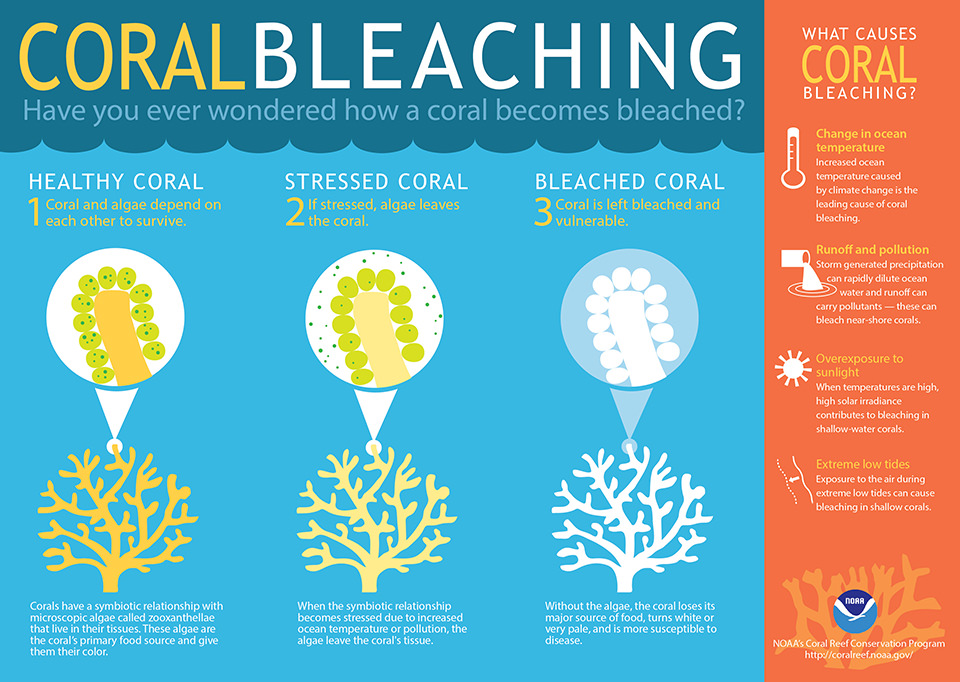 CORAL BLEACHING
Have you ever wondered how a coral becomes bleached?
HEALTHY CORAL
1 Coral and algae depend on
each other to survive.
STRESSED CORAL
2 If stressed, algae leaves
the coral.
BLEACHED CORAL
3 Coral is left bleached and
vulnerable.
Corals have a symbiotic relationship with
microscopic algae called zooxanthellae
that live in their tissues. These algae are
the coral's primary food source and give
them their color.
When the symbiotic relationship
becomes stressed due to increased
ocean temperature or pollution, the
algae leave the coral's tissue.
Without the algae, the coral loses its
major source of food, turns white or
very pale, and is more susceptible to
disease.
WHAT CAUSES
CORAL
BLEACHING?
Change in ocean
temperature
Increased ocean
temperature caused
by climate change is the
leading cause of coral
bleaching.
Runoff and pollution
Storm generated precipitation
can rapidly dilute ocean
water and runoff can
carry pollutants — these can
bleach near-shore corals.
Overexposure to
sunlight
When temperatures are high,
high solar irradiance
contributes to bleaching in
shallow-water corals.
Extreme low tides
Exposure to the air during
extreme low tides can cause
bleaching in shallow corals.
NOAA
NOAA's Coral Reef Conservation Program
http://coralreef.noaa.gov/